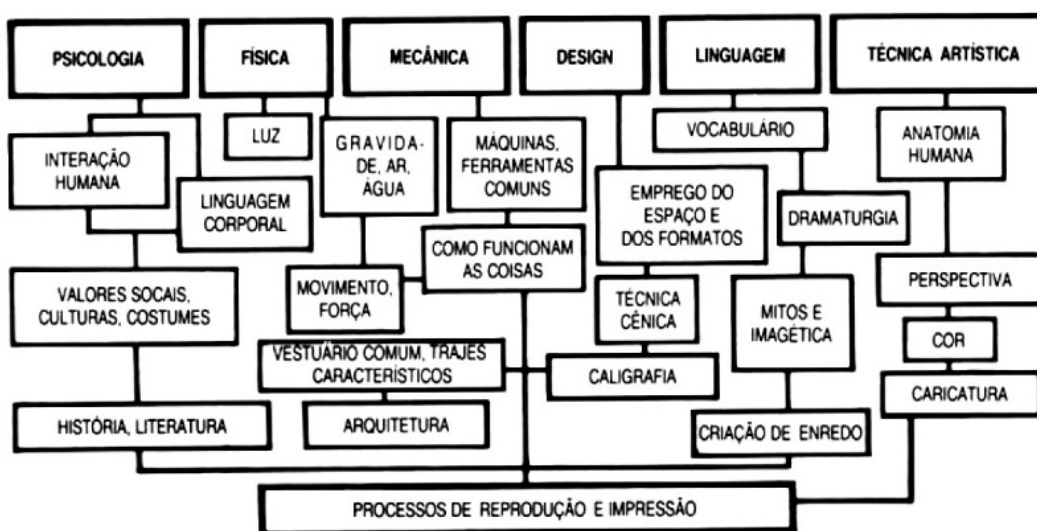 PSICOLOGIA
FÍSICA
MECÂNICA
DESIGN
LINGUAGEM
TÉCNICA ARTÍSTICA
INTERAÇÃO
HUMANA
LINGUAGEM
CORPORAL
VALORES SOCAIS,
CULTURAS, COSTUMES
HISTÓRIA, LITERATURA
LUZ
GRAVIDA-
DE, AR,
ÁGUA
MOVIMENTO,
FORÇA
VESTUÁRIO COMUM, TRAJES
CARACTERÍSTICOS
ARQUITETURA
MÁQUINAS,
FERRAMENTAS
COMUNS
COMO FUNCIONAM
AS COISAS
EMPREGO DO
ESPAÇO E
DOS FORMATOS
TÉCNICA
CÊNICA
CALIGRAFIA
VOCABULÁRIO
DRAMATURGIA
MITOS E
IMAGÉTICA
CRIAÇÃO DE ENREDO
ANATOMIA
HUMANA
PERSPECTIVA
COR
CARICATURA
PROCESSOS DE REPRODUÇÃO E IMPRESSÃO